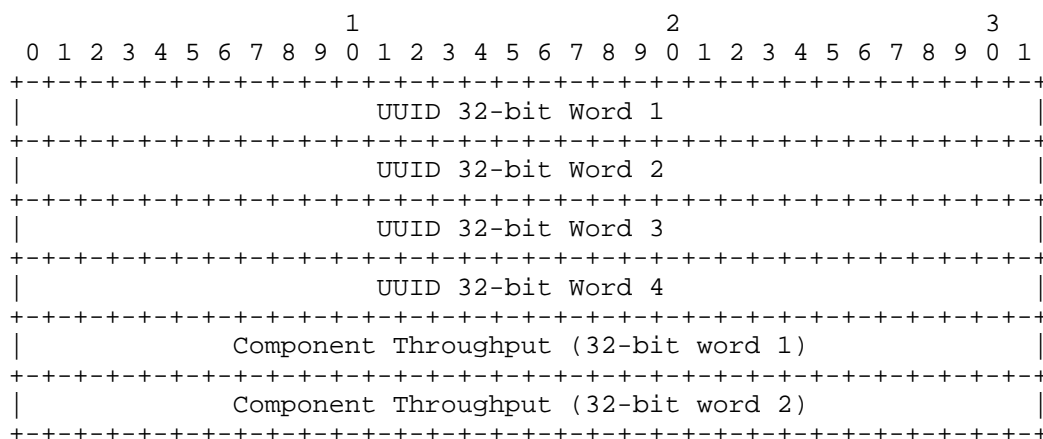 1                   2                   3
 0 1 2 3 4 5 6 7 8 9 0 1 2 3 4 5 6 7 8 9 0 1 2 3 4 5 6 7 8 9 0 1
+-+-+-+-+-+-+-+-+-+-+-+-+-+-+-+-+-+-+-+-+-+-+-+-+-+-+-+-+-+-+-+-+
|                      UUID 32-bit Word 1                       |
+-+-+-+-+-+-+-+-+-+-+-+-+-+-+-+-+-+-+-+-+-+-+-+-+-+-+-+-+-+-+-+-+
|                      UUID 32-bit Word 2                       |
+-+-+-+-+-+-+-+-+-+-+-+-+-+-+-+-+-+-+-+-+-+-+-+-+-+-+-+-+-+-+-+-+
|                      UUID 32-bit Word 3                       |
+-+-+-+-+-+-+-+-+-+-+-+-+-+-+-+-+-+-+-+-+-+-+-+-+-+-+-+-+-+-+-+-+
|                      UUID 32-bit Word 4                       |
+-+-+-+-+-+-+-+-+-+-+-+-+-+-+-+-+-+-+-+-+-+-+-+-+-+-+-+-+-+-+-+-+
|             Component Throughput (32-bit word 1)              |
+-+-+-+-+-+-+-+-+-+-+-+-+-+-+-+-+-+-+-+-+-+-+-+-+-+-+-+-+-+-+-+-+
|             Component Throughput (32-bit word 2)              |
+-+-+-+-+-+-+-+-+-+-+-+-+-+-+-+-+-+-+-+-+-+-+-+-+-+-+-+-+-+-+-+-+